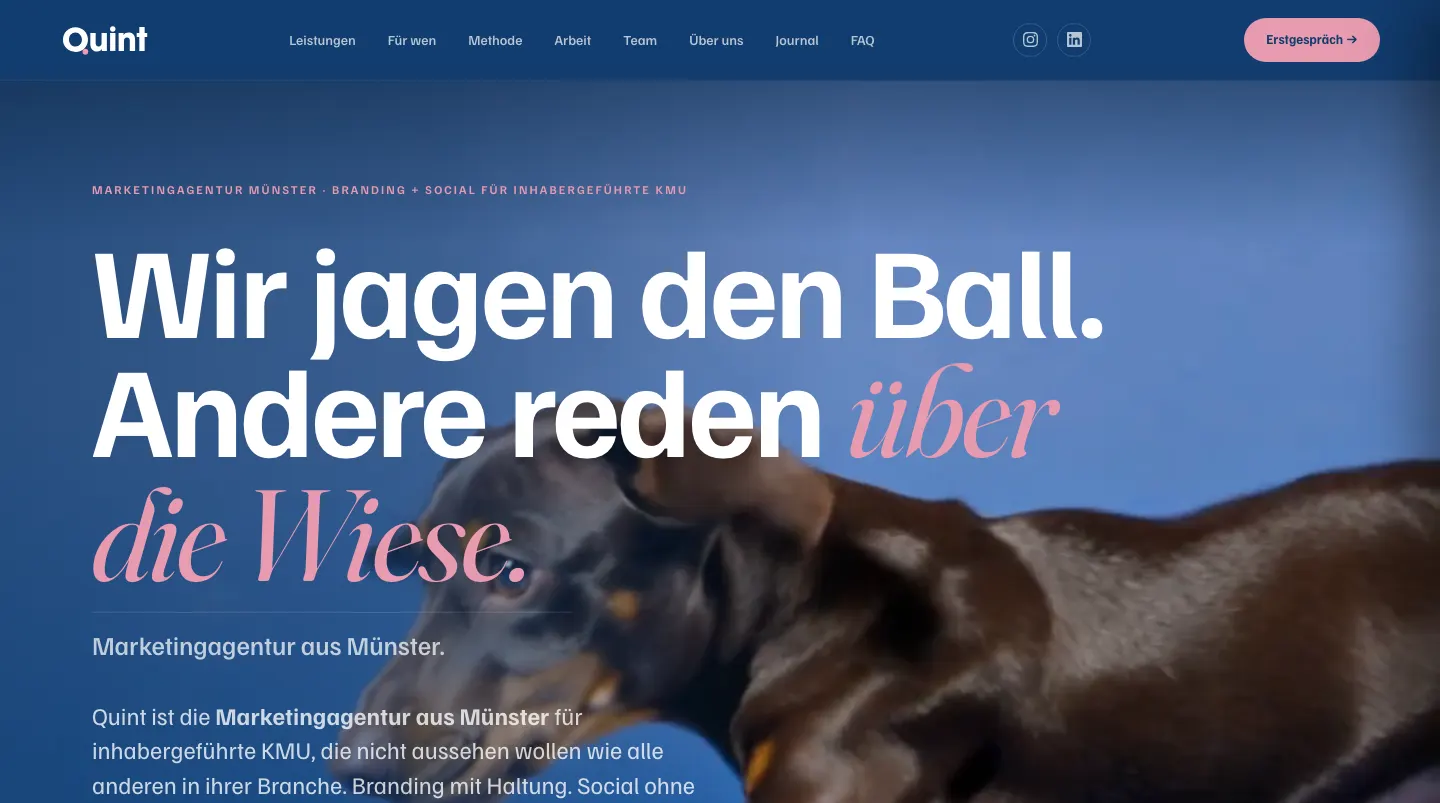 Quint
Leistungen Für wen Methode Arbeit Team Über uns Journal FAQ
Erstgespräch →
MARKETINGAGENTUR MÜNSTER · BRANDING + SOCIAL FÜR INHABERGEFÜHRTE KMU
Wir jagen den Ball.
Andere reden über
die Wiese.
Marketingagentur aus Münster.
Quint ist die Marketingagentur aus Münster für
inhabergeführte KMU, die nicht aussehen wollen wie alle
anderen in ihrer Branche. Branding mit Haltung. Social ohne